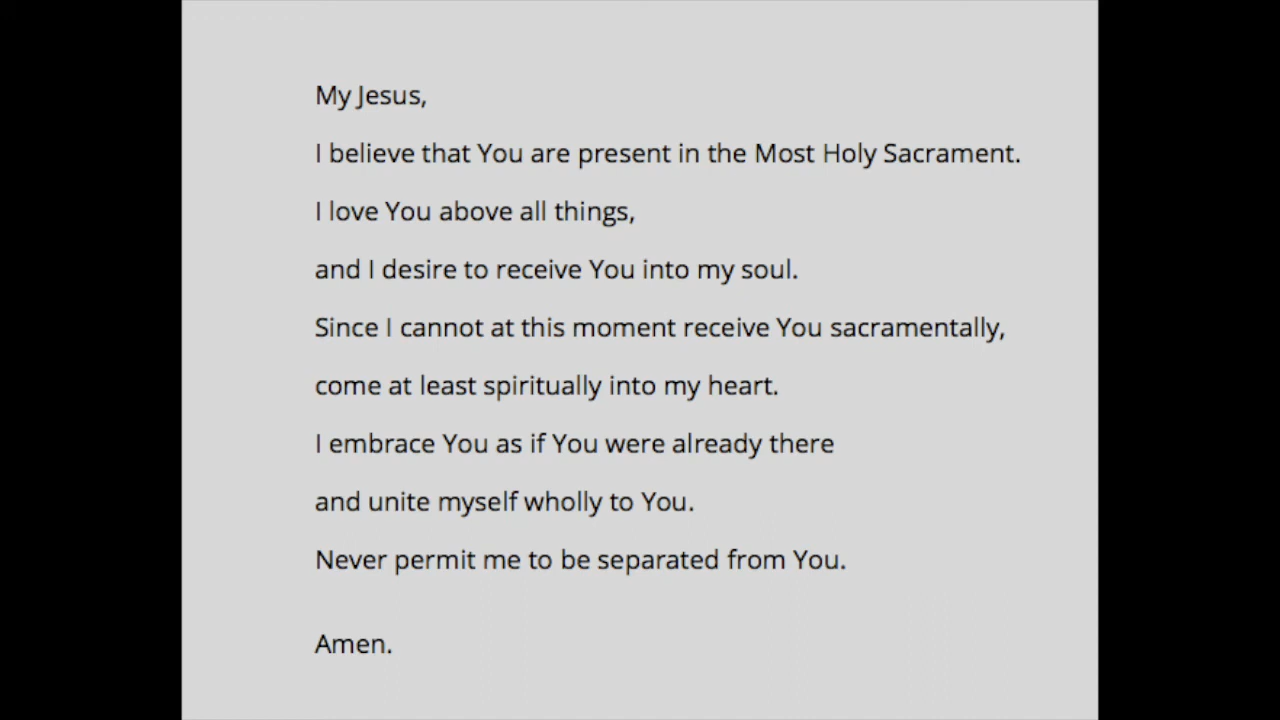 My Jesus,
I believe that You are present in the Most Holy Sacrament.
I love You above all things,
and I desire to receive You into my soul.
Since I cannot at this moment receive You sacramentally,
come at least spiritually into my heart.
I embrace You as if You were already there
and unite myself wholly to You.
Never permit me to be separated from You.
Amen.